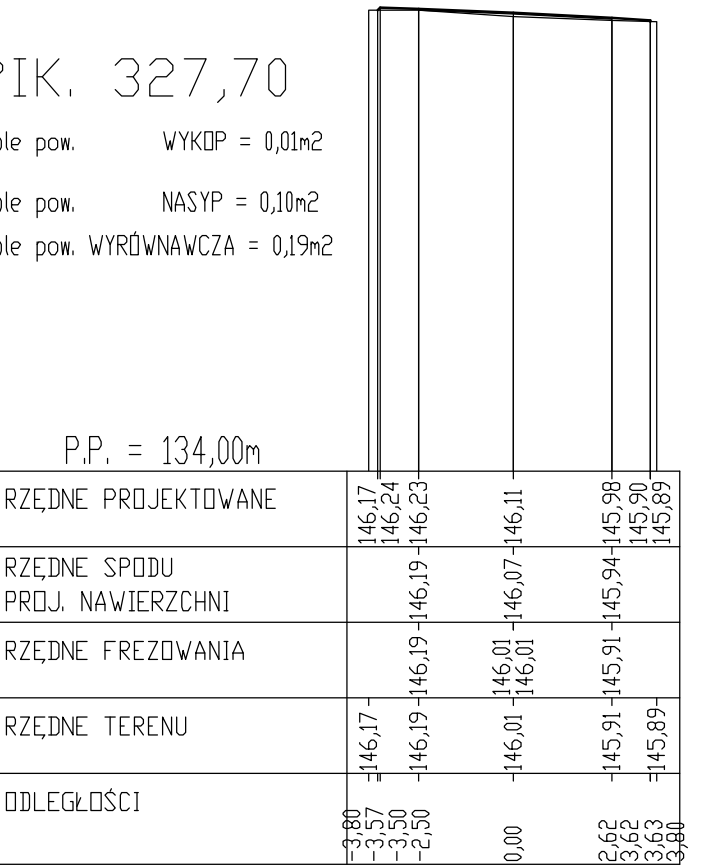 PIK. 327,70
ole pow. WYKOP = 0,01m2
ole pow. NASYP = 0,10m2
ole pow. WYRÓWNAWCZA = 0,19m2
P.P. = 134,00m
RZĘDNE PROJEKTOWANE 146,17 146,24 146,23 146,11 145,98 145,90 145,89
RZĘDNE SPODU
PROJ. NAWIERZCHNI 146,19 146,07 145,94
RZĘDNE FREZOWANIA 146,19 146,01 146,01 145,91
RZĘDNE TERENU 146,17 146,19 146,01 145,91 145,89
ODLEGŁOŚCI -3,80 -3,57 -3,50 -2,50 0,00 2,62 3,62 3,63 3,80